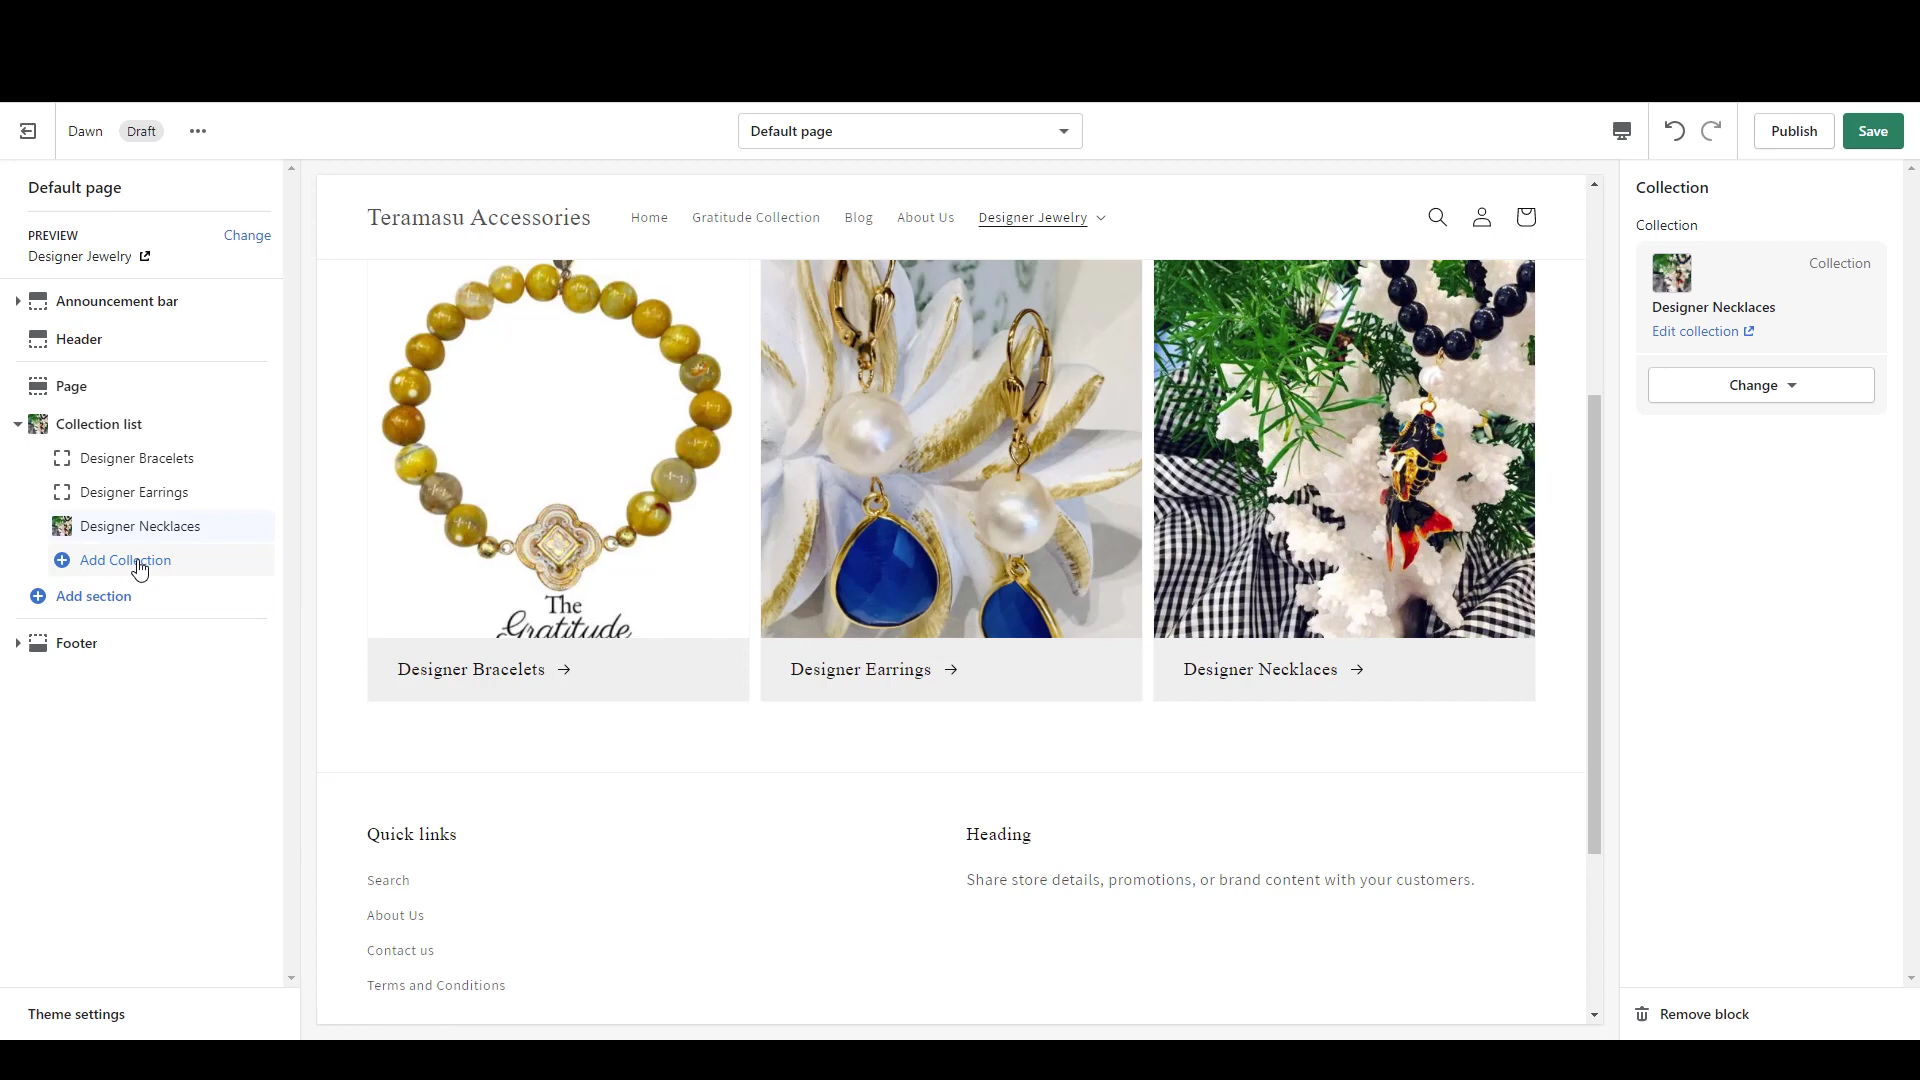 Dawn
Draft
Default page
Publish
Save
Default page
PREVIEW
Change
Designer Jewelry
Announcement bar
Header
Page
Collection list
Designer Bracelets
Designer Earrings
Designer Necklaces
Add Collection
Add section
Footer
Theme settings
Teramasu Accessories
Home
Gratitude Collection
Blog
About Us
Designer Jewelry
The
Gratitude
Designer Bracelets
Designer Earrings
Designer Necklaces
Quick links
Search
About Us
Contact us
Terms and Conditions
Heading
Share store details, promotions, or brand content with your customers.
Collection
Collection
Collection
Designer Necklaces
Edit collection
Change
Remove block